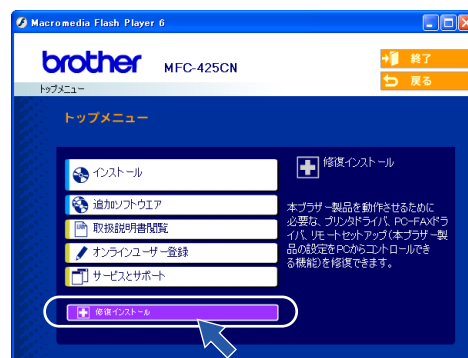 Macromedia Flash Player 6
brother MFC-425CN
終了
戻る
トップメニュー
トップメニュー
インストール
追加ソフトウエア
取扱説明書閲覧
オンラインユーザー登録
サービスとサポート
修復インストール
修復インストール
本ブラザー製品を動作させるために
必要な、プリンタドライバ、PC-FAXドラ
イバ、リモートセットアップ(本ブラザー製
品の設定をPCからコントロールでき
る機能)を修復できます。